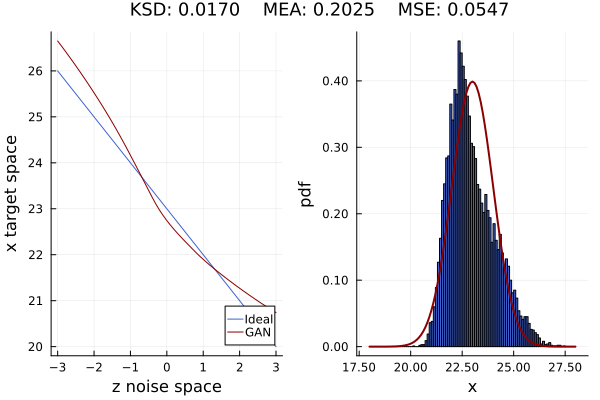 KSD: 0.0170 MEA: 0.2025 MSE: 0.0547
x target space
26
25
24
23
22
21
20
−3 −2 −1 0 1 2 3
z noise space
Ideal
GAN
pdf
0.40
0.30
0.20
0.10
0.00
17.50 20.00 22.50 25.00 27.50
x